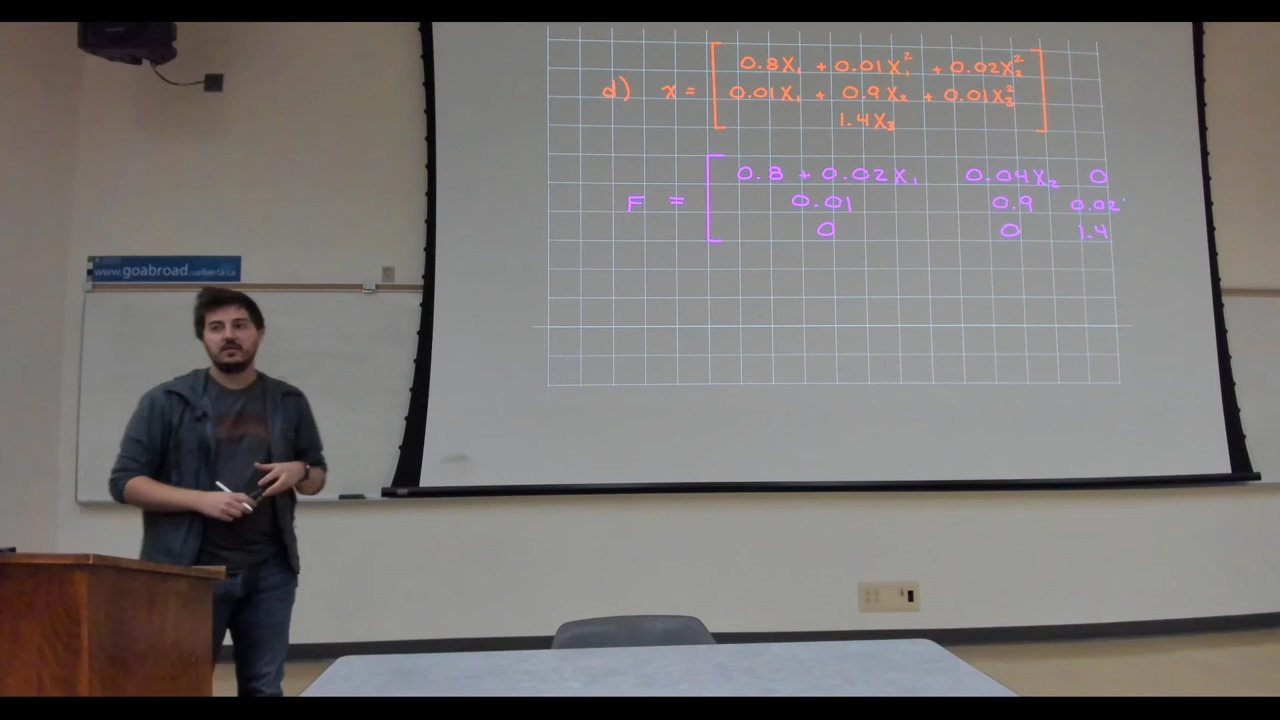 d) x = [ 0.8X₁ + 0.01X₁² + 0.02X₂²
0.01X₁ + 0.9X₂ + 0.01X₃²
1.4X₃ ]
F = [ 0.8 + 0.02X₁ 0.04X₂ 0
0.01 0.9 0.02
0 0 1.4
www.goabroad.ualberta.ca